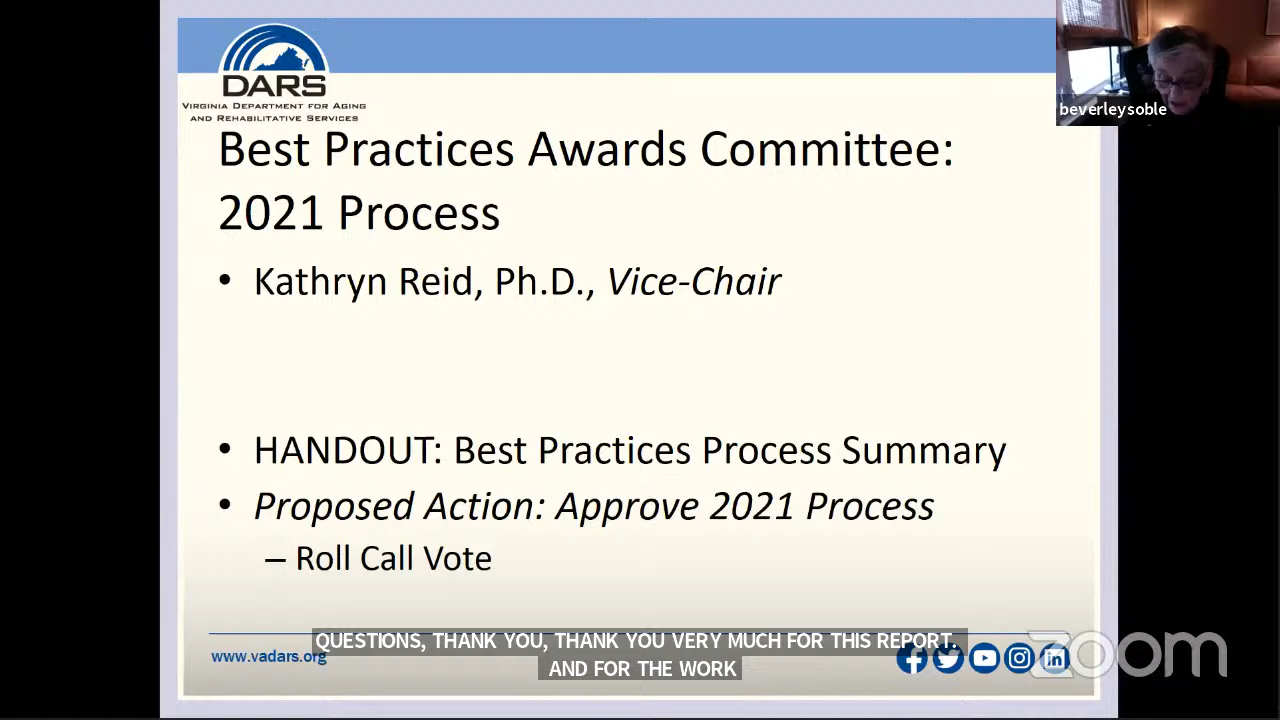 DARS
VIRGINIA DEPARTMENT FOR AGING
AND REHABILITATIVE SERVICES
beverleysoble
Best Practices Awards Committee:
2021 Process
• Kathryn Reid, Ph.D., Vice-Chair
• HANDOUT: Best Practices Process Summary
• Proposed Action: Approve 2021 Process
– Roll Call Vote
QUESTIONS, THANK YOU, THANK YOU VERY MUCH FOR THIS REPORT.
AND FOR THE WORK
www.vadars.org
zoom